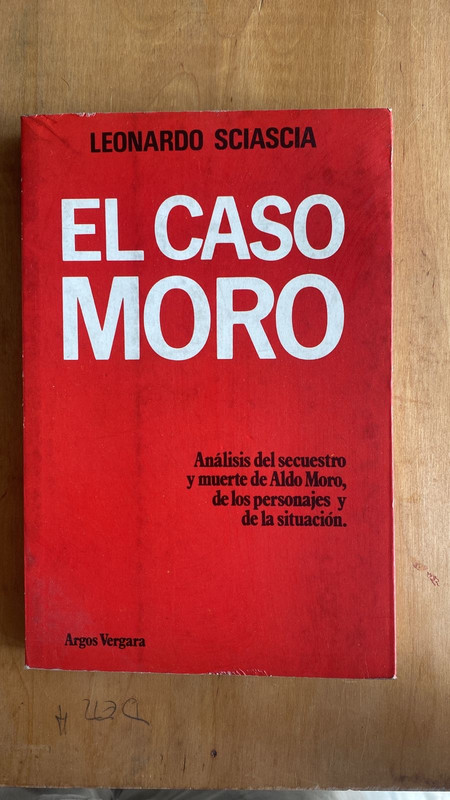 LEONARDO SCIASCIA
EL CASO
MORO
Análisis del secuestro
y muerte de Aldo Moro,
de los personajes y
de la situación.
Argos Vergara